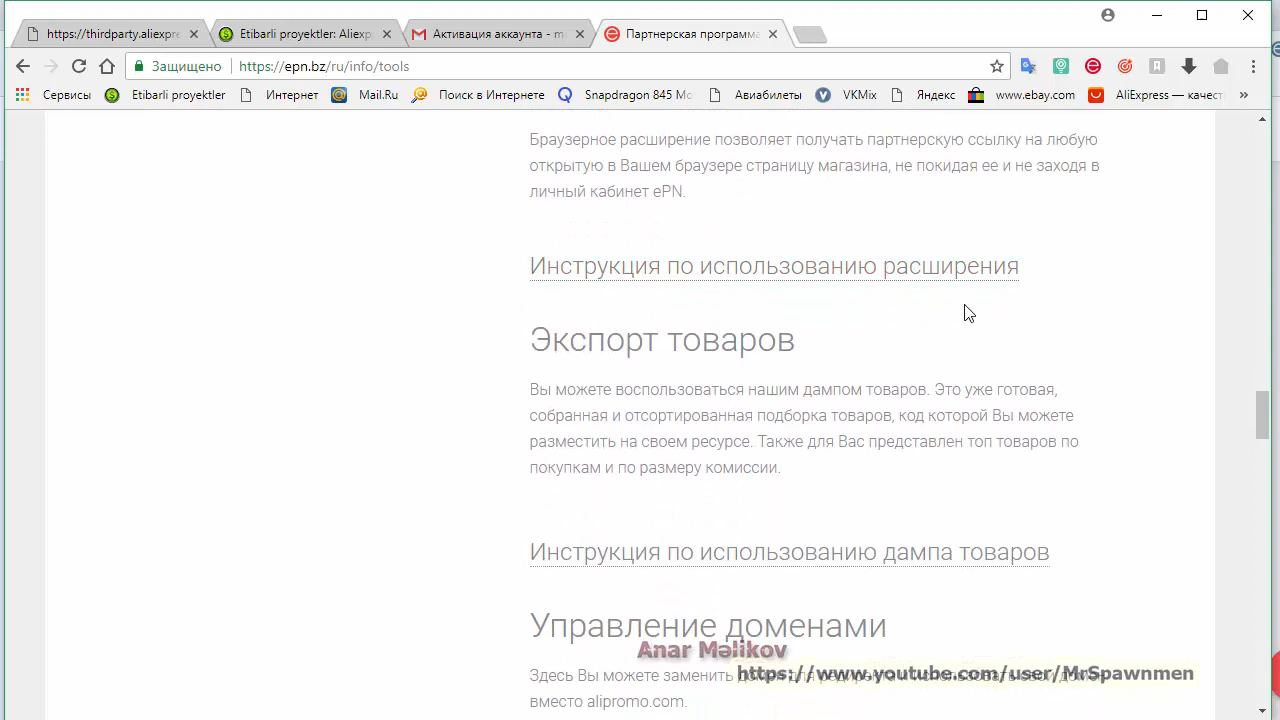 https://thirdparty.aliexpre
Etibarli proyektler: Aliexp
Активация аккаунта - m
Партнерская программа
Защищено
https://epn.bz/ru/info/tools
Сервисы
Etibarli proyektler
Интернет
Mail.Ru
Поиск в Интернете
Snapdragon 845 Mo
Авиабилеты
VKMix
Яндекс
www.ebay.com
AliExpress — качест
»
Браузерное расширение позволяет получать партнерскую ссылку на любую
открытую в Вашем браузере страницу магазина, не покидая ее и не заходя в
личный кабинет ePN.
Инструкция по использованию расширения
Экспорт товаров
Вы можете воспользоваться нашим дампом товаров. Это уже готовая,
собранная и отсортированная подборка товаров, код которой Вы можете
разместить на своем ресурсе. Также для Вас представлен топ товаров по
покупкам и по размеру комиссии.
Инструкция по использованию дампа товаров
Управление доменами
Anar Məlikov
Здесь Вы можете заменить
https://www.youtube.com/user/MrSpawnmen
вместо alipromo.com.